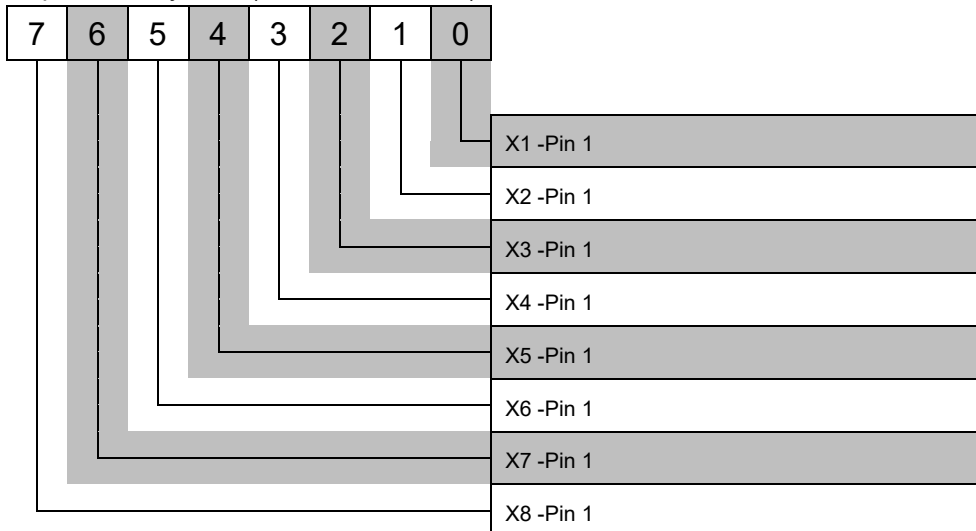 7 6 5 4 3 2 1 0
X1 -Pin 1
X2 -Pin 1
X3 -Pin 1
X4 -Pin 1
X5 -Pin 1
X6 -Pin 1
X7 -Pin 1
X8 -Pin 1